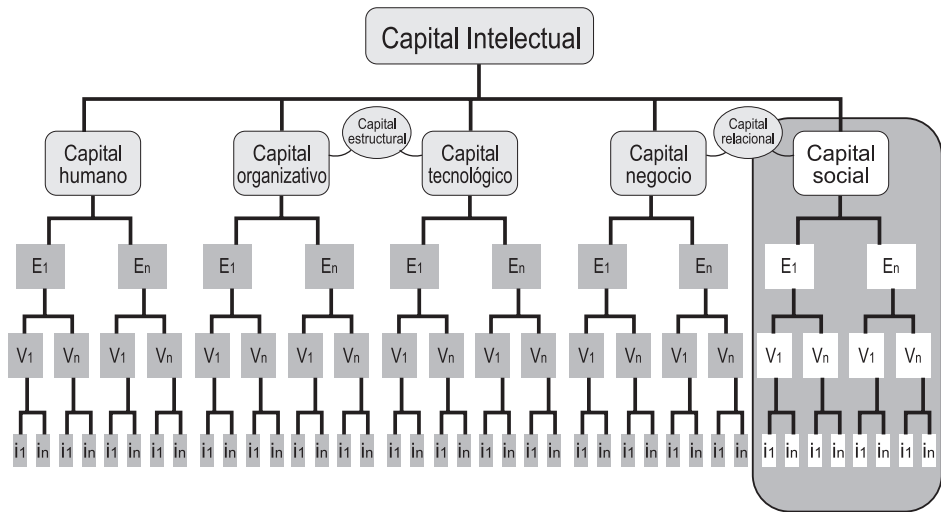 Capital Intelectual
Capital
estructural
Capital
relacional
Capital
humano
Capital
organizativo
Capital
tecnológico
Capital
negocio
Capital
social
E1 En E1 En E1 En E1 En E1 En
V1 Vn V1 Vn V1 Vn V1 Vn V1 Vn V1 Vn V1 Vn V1 Vn V1 Vn V1 Vn
i1 in i1 in i1 in i1 in i1 in i1 in i1 in i1 in i1 in i1 in i1 in i1 in i1 in i1 in i1 in i1 in i1 in i1 in i1 in i1 in